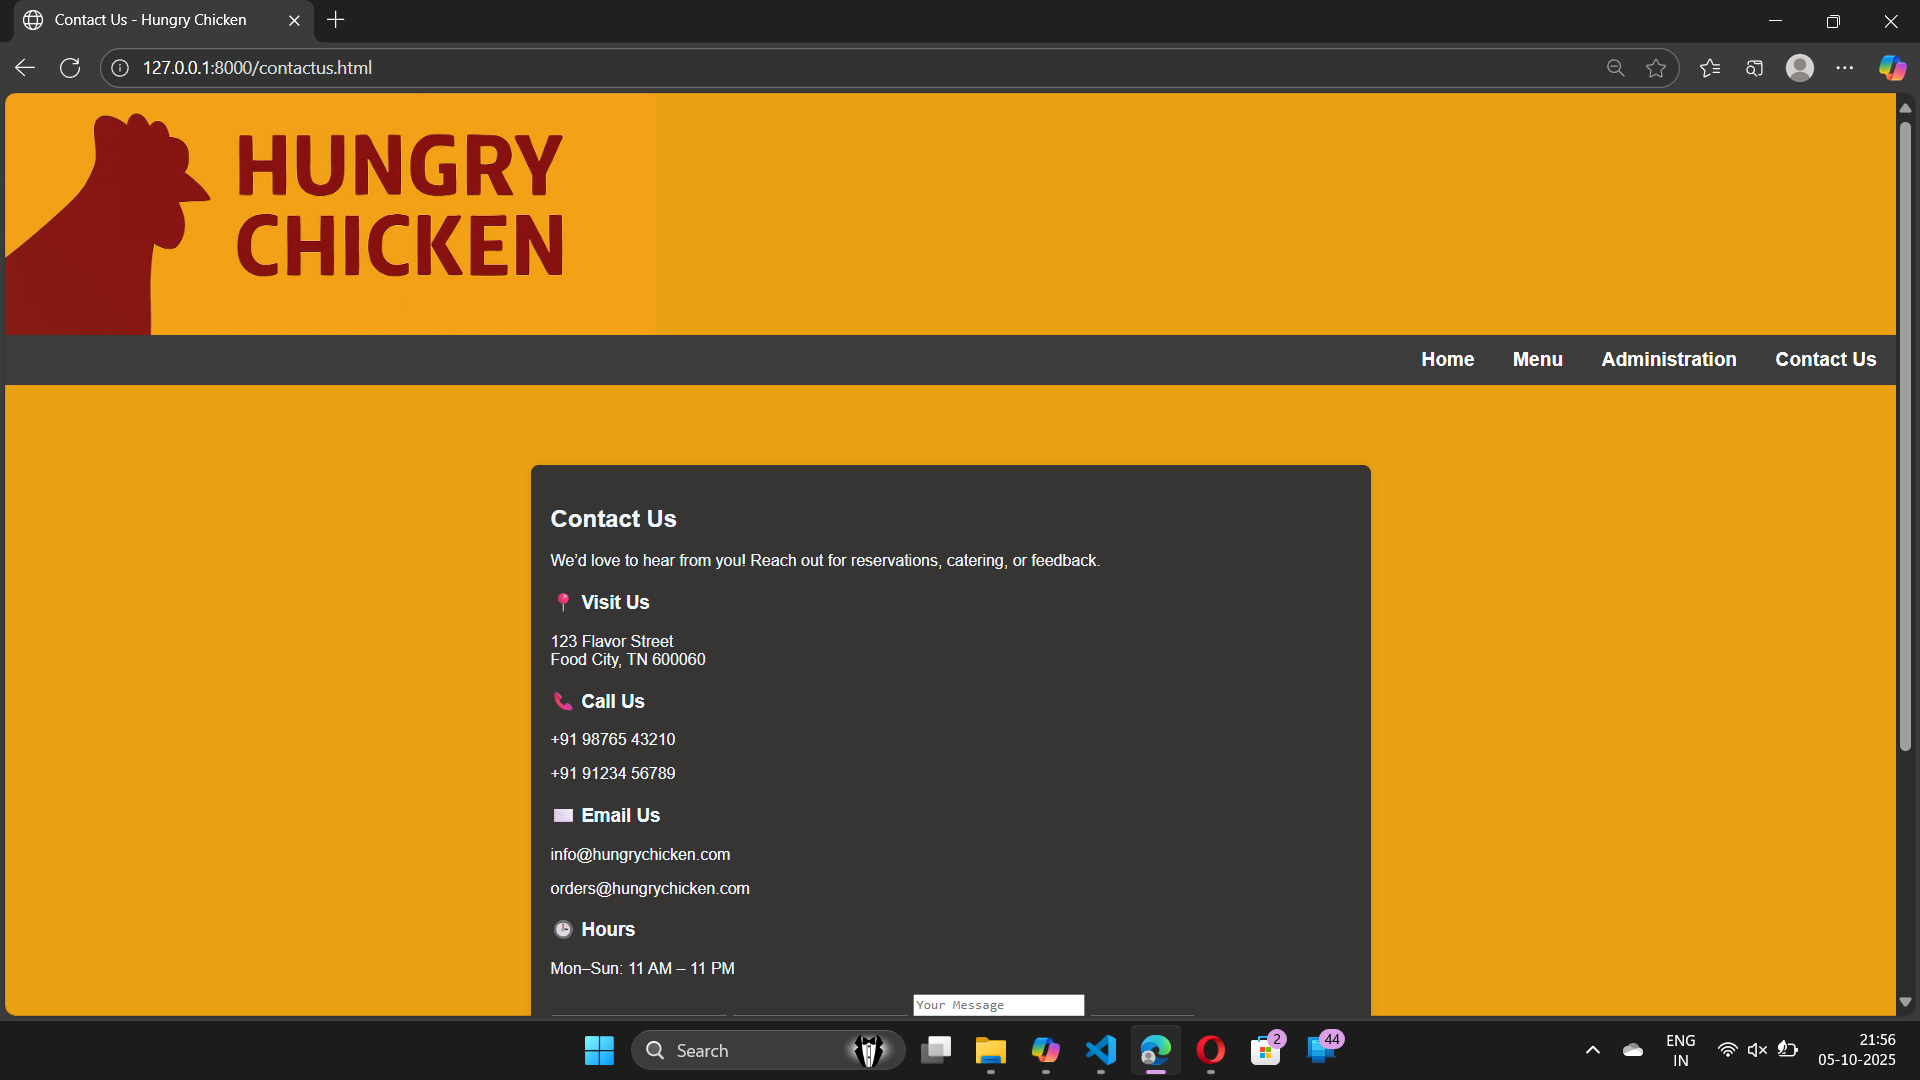 Contact Us - Hungry Chicken
127.0.0.1:8000/contactus.html
HUNGRY
CHICKEN
Home Menu Administration Contact Us
Contact Us
We’d love to hear from you! Reach out for reservations, catering, or feedback.
📍 Visit Us
123 Flavor Street
Food City, TN 600060
📞 Call Us
+91 98765 43210
+91 91234 56789
✉️ Email Us
info@hungrychicken.com
orders@hungrychicken.com
🕒 Hours
Mon–Sun: 11 AM – 11 PM
Your Message
Search
2
44
ENG
IN
21:56
05-10-2025